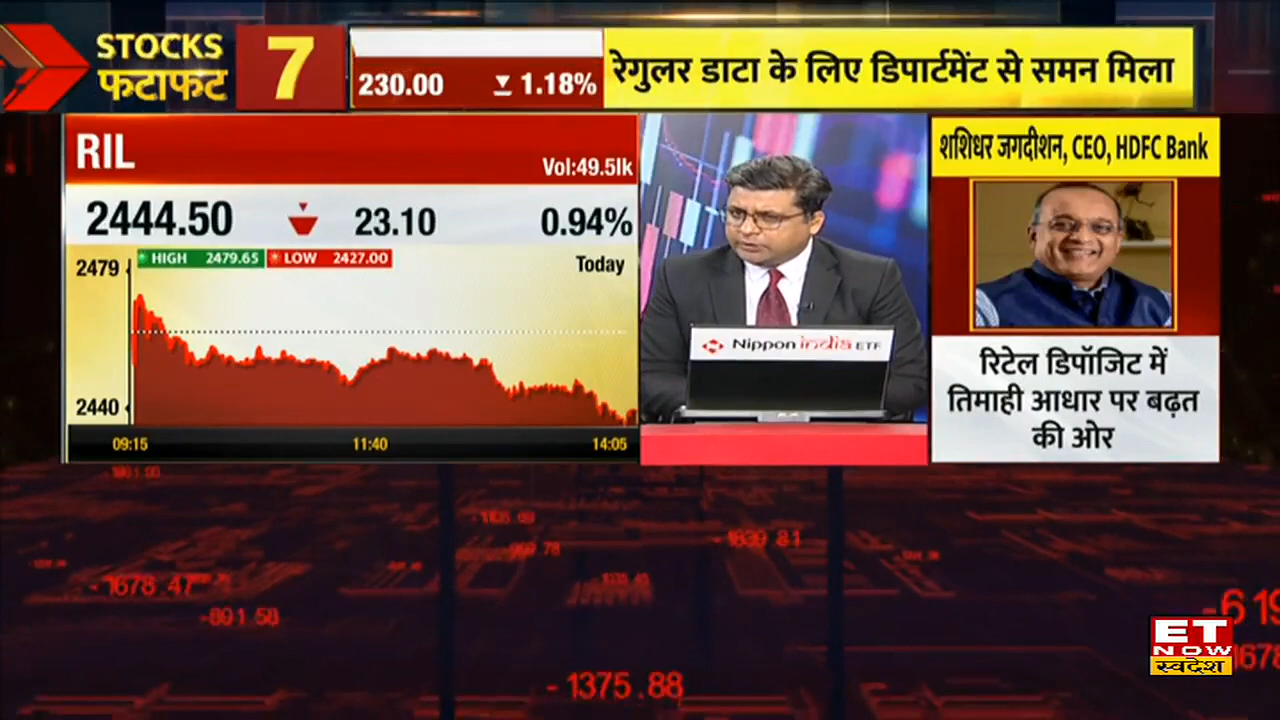 STOCKS
फटाफट
7
230.00 1.18%
रेगुलर डाटा के लिए डिपार्टमेंट से समन मिला
RIL
Vol:49.5lk
2444.50 23.10 0.94%
HIGH 2479.65 LOW 2427.00
Today
2479
2440
09:15 11:40 14:05
Nippon india ETF
शशिधर जगदीशन, CEO, HDFC Bank
रिटेल डिपॉजिट में
तिमाही आधार पर बढ़त
की ओर
-1839.81
-1678.47
-801.58
-1375.88
ET
NOW
स्वदेश